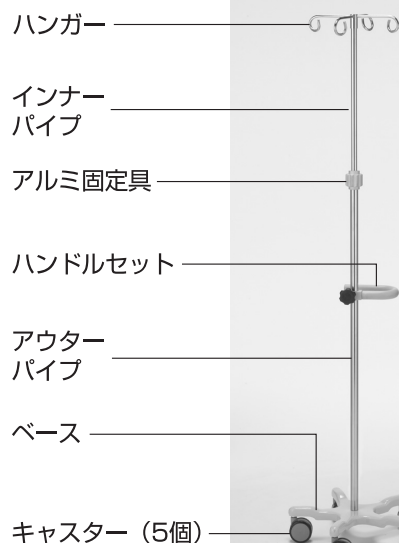 ハンガー
インナー
パイプ
アルミ固定具
ハンドルセット
アウター
パイプ
ベース
キャスター（5個）